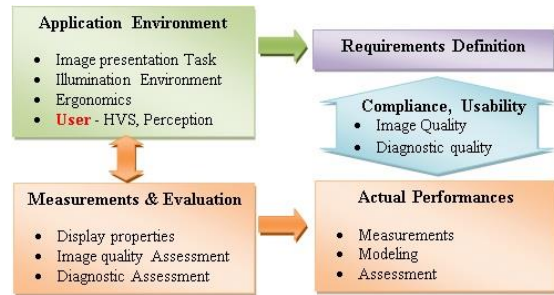 Application Environment
• Image presentation Task
• Illumination Environment
• Ergonomics
• User - HVS, Perception
Requirements Definition
Compliance, Usability
• Image Quality
• Diagnostic quality
Measurements & Evaluation
• Display properties
• Image quality Assessment
• Diagnostic Assessment
Actual Performances
• Measurements
• Modeling
• Assessment